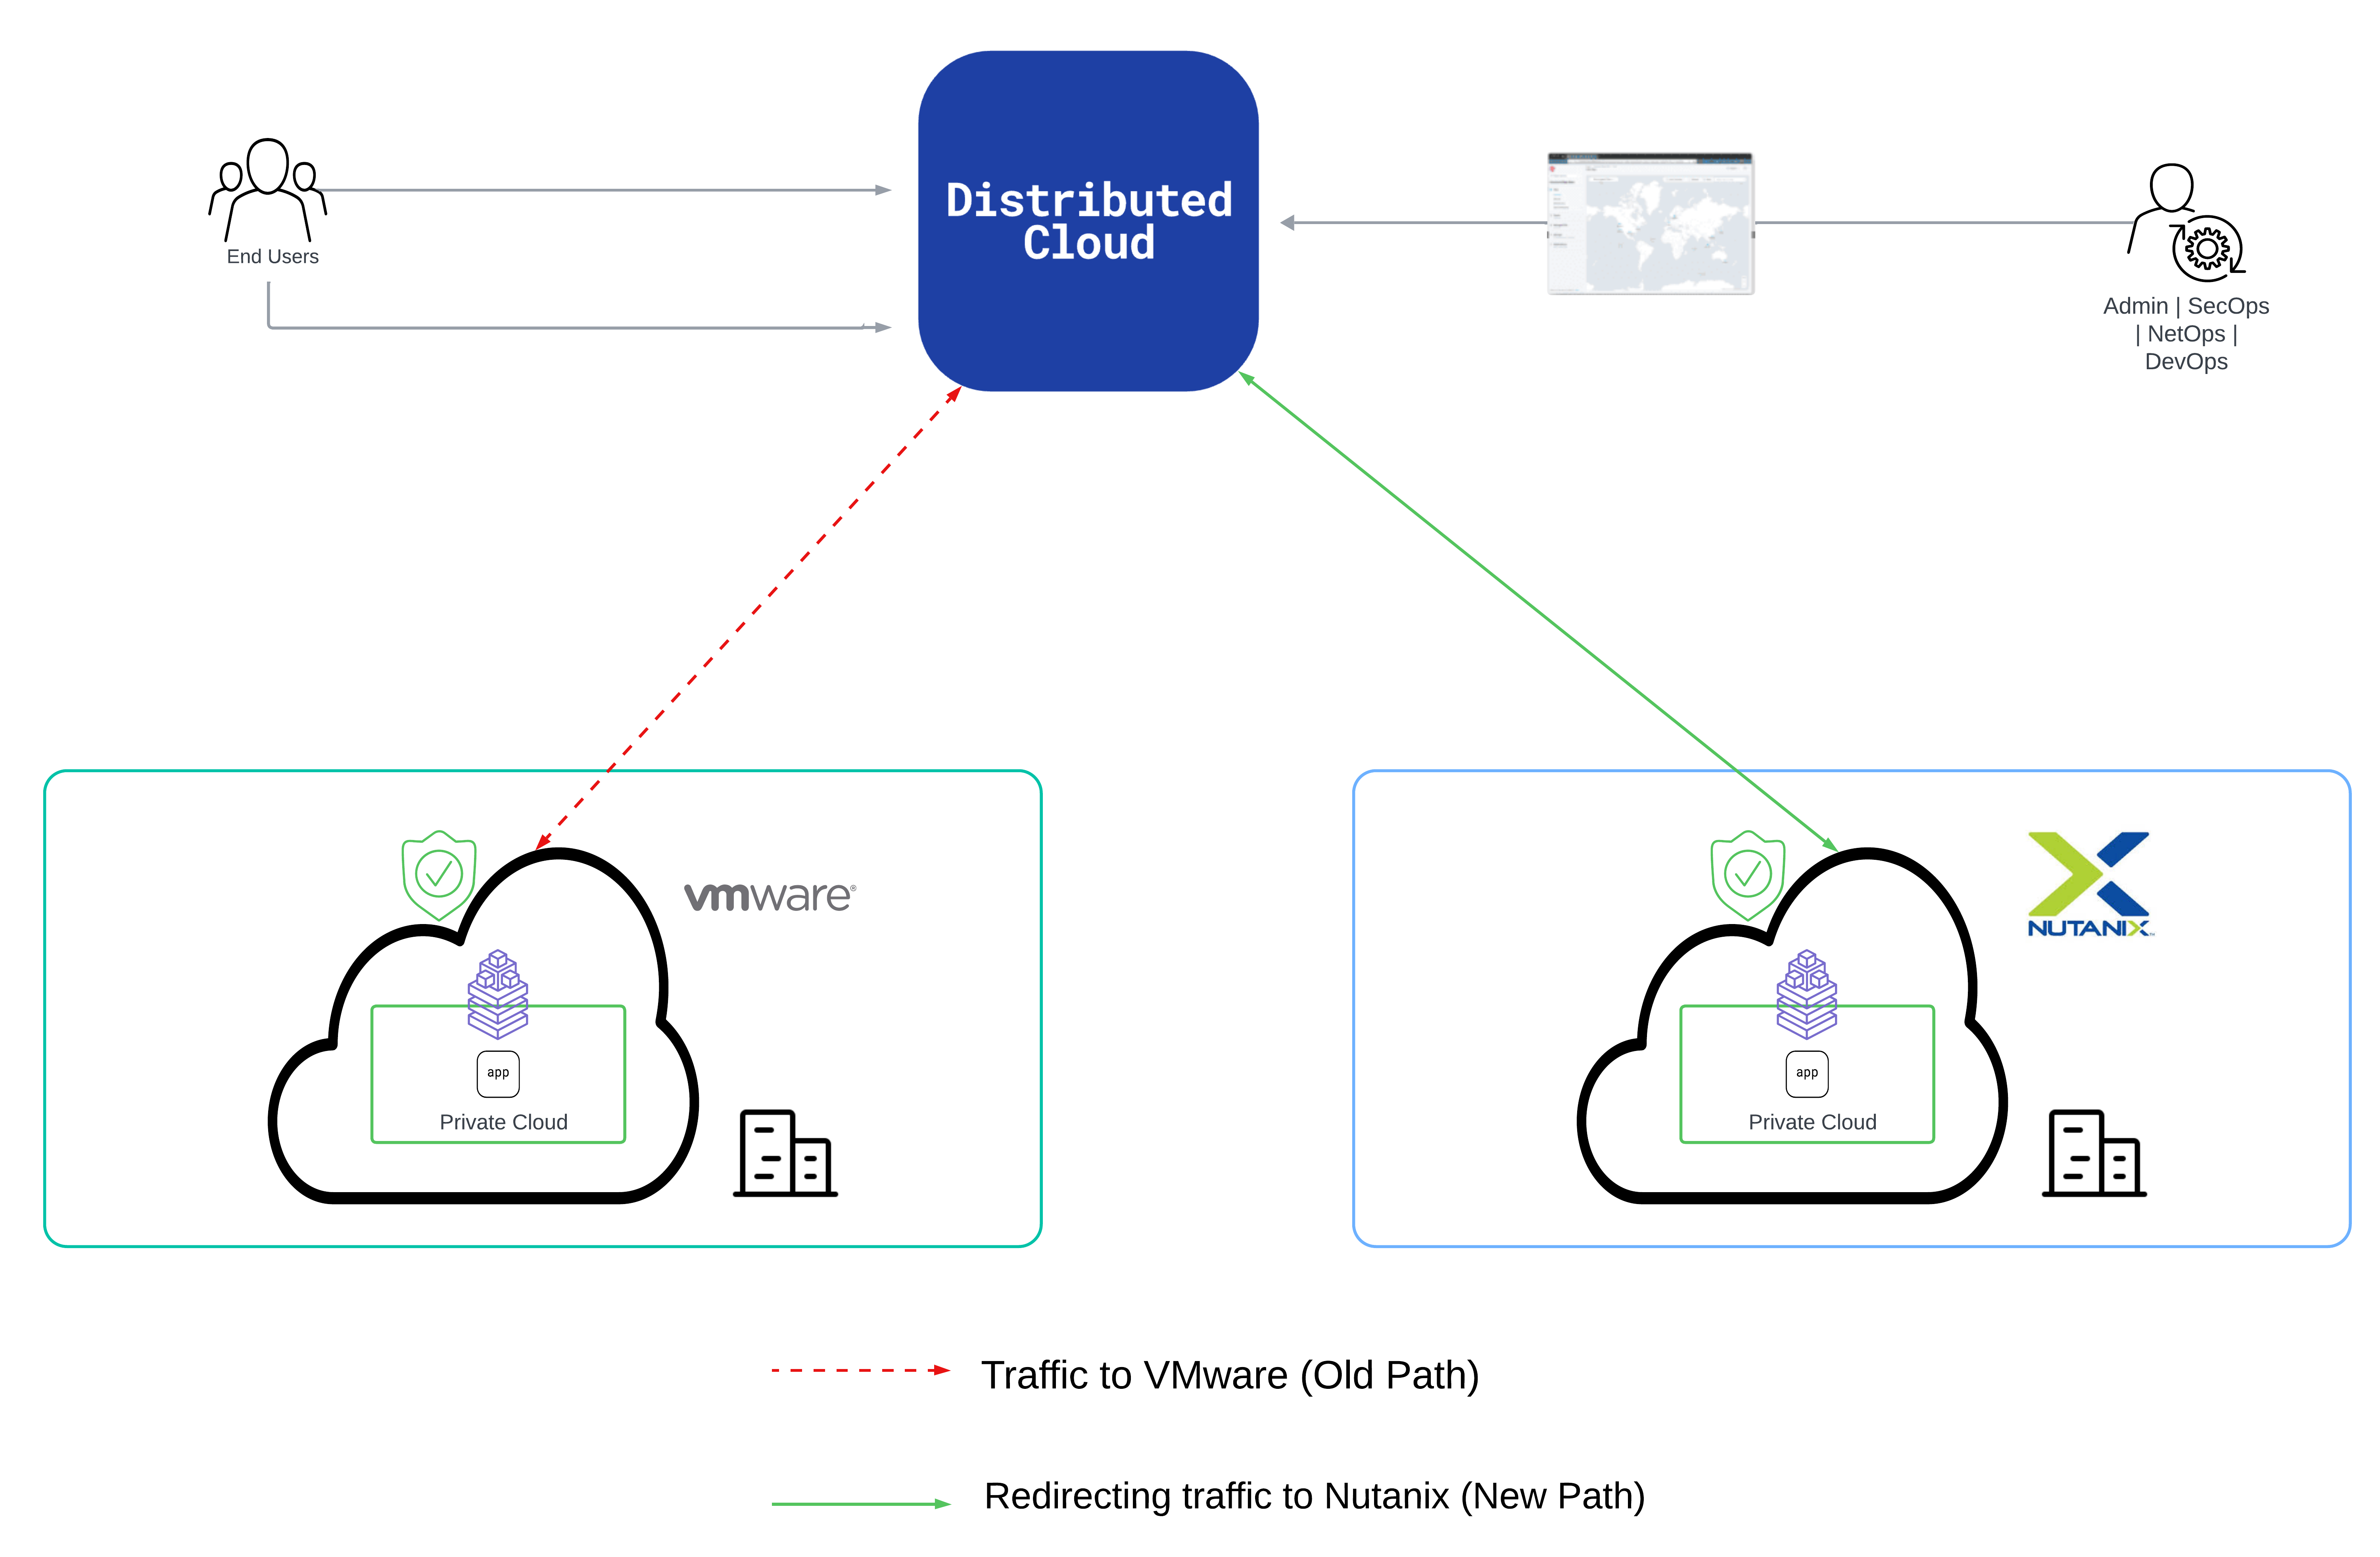 Distributed
Cloud
End Users
Admin | SecOps
| NetOps |
DevOps
vmware®
app
Private Cloud
NUTANIX
app
Private Cloud
Traffic to VMware (Old Path)
Redirecting traffic to Nutanix (New Path)